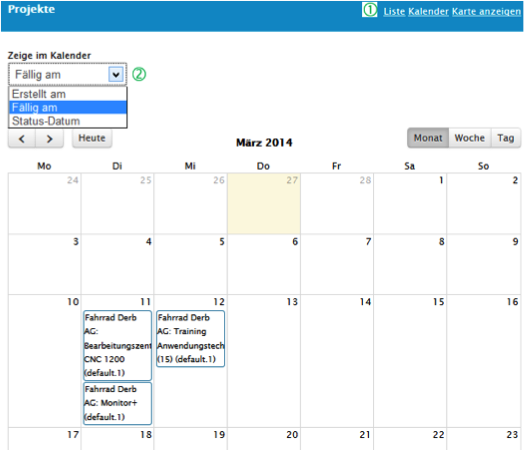 Projekte
① Liste Kalender Karte anzeigen
Zeige im Kalender
Fällig am ②
Erstellt am
Fällig am
Status-Datum
< > Heute
März 2014
Monat Woche Tag
Mo Di Mi Do Fr Sa So
24 25 26 27 28 1 2
3 4 5 6 7 8 9
10 11 12 13 14 15 16
Fahrrad Derb
AG:
Bearbeitungszent
CNC 1200
(default.1)
Fahrrad Derb
AG: Monitor+
(default.1)
Fahrrad Derb
AG: Training
Anwendungstech
(15) (default.1)
17 18 19 20 21 22 23